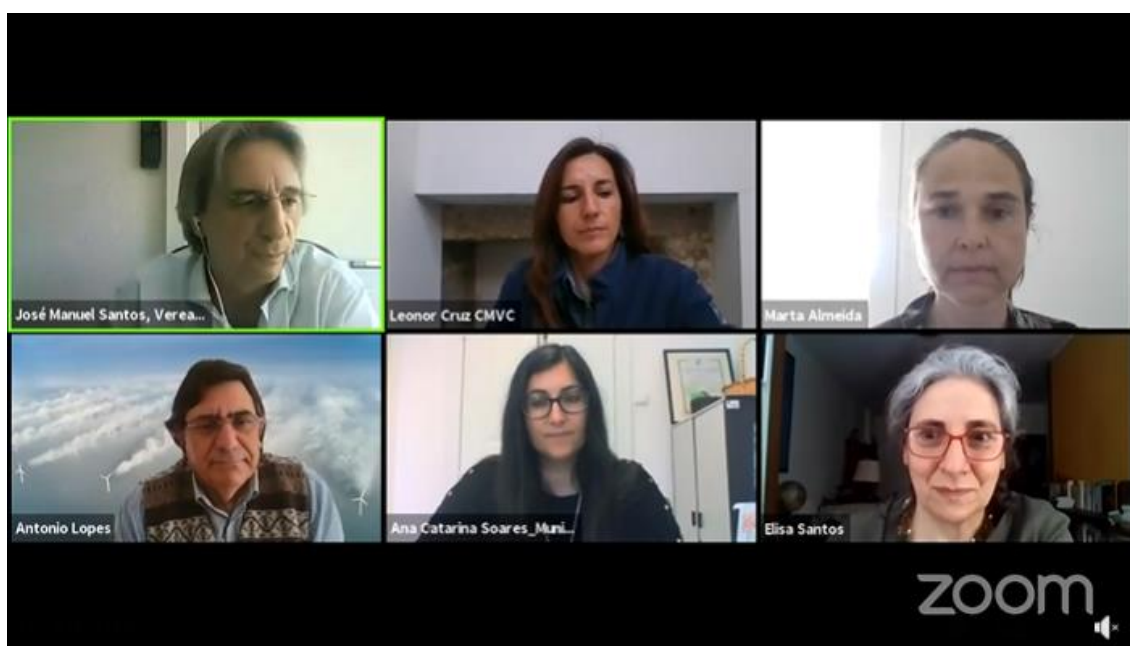 José Manuel Santos, Verea...
Leonor Cruz CMVC
Marta Almeida
Antonio Lopes
Ana Catarina Soares_Muni...
Elisa Santos
zoom